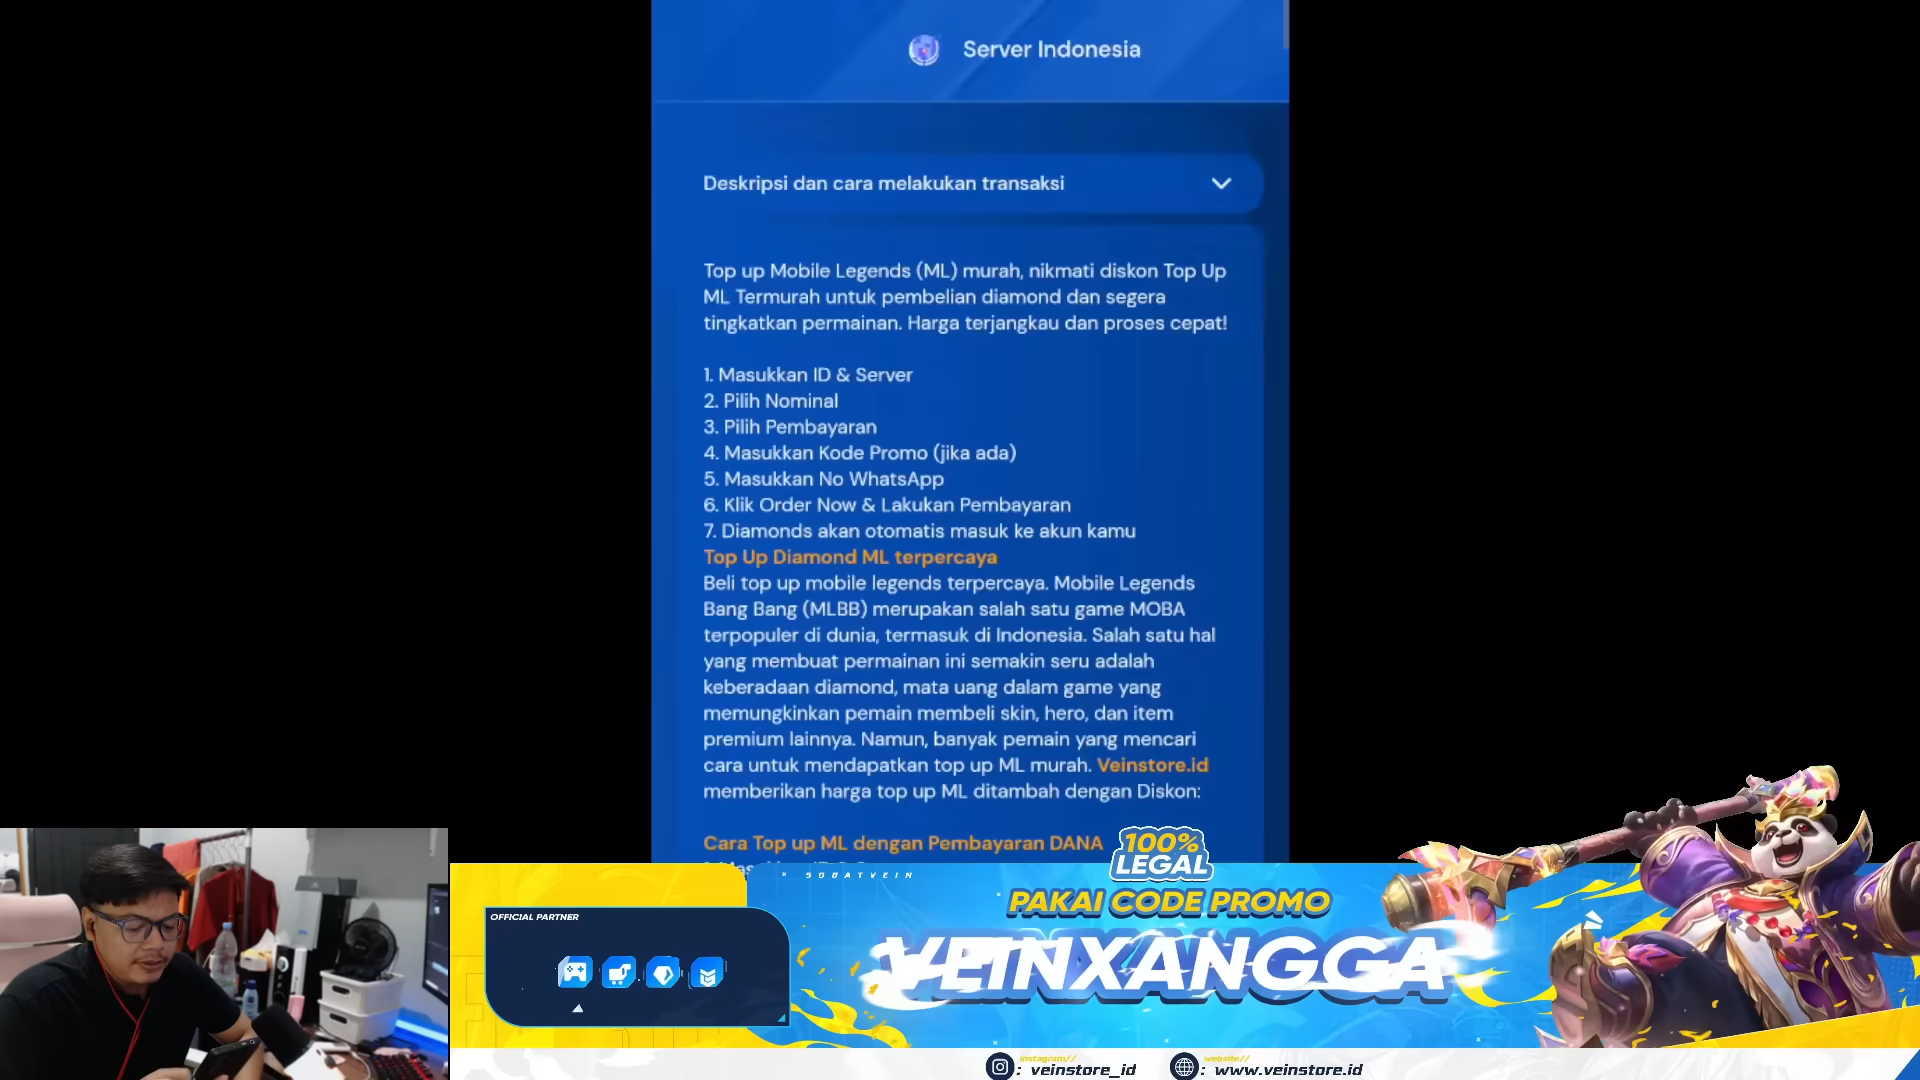 Server Indonesia
Deskripsi dan cara melakukan transaksi
Top up Mobile Legends (ML) murah, nikmati diskon Top Up
ML Termurah untuk pembelian diamond dan segera
tingkatkan permainan. Harga terjangkau dan proses cepat!
1. Masukkan ID & Server
2. Pilih Nominal
3. Pilih Pembayaran
4. Masukkan Kode Promo (jika ada)
5. Masukkan No WhatsApp
6. Klik Order Now & Lakukan Pembayaran
7. Diamonds akan otomatis masuk ke akun kamu
Top Up Diamond ML terpercaya
Beli top up mobile legends terpercaya. Mobile Legends
Bang Bang (MLBB) merupakan salah satu game MOBA
terpopuler di dunia, termasuk di Indonesia. Salah satu hal
yang membuat permainan ini semakin seru adalah
keberadaan diamond, mata uang dalam game yang
memungkinkan pemain membeli skin, hero, dan item
premium lainnya. Namun, banyak pemain yang mencari
cara untuk mendapatkan top up ML murah. Veinstore.id
memberikan harga top up ML ditambah dengan Diskon:
Cara Top up ML dengan Pembayaran DANA
100%
LEGAL
SOBATVEIN
PAKAI CODE PROMO
VEINXANGGA
OFFICIAL PARTNER
instagram//
: veinstore_id
website//
: www.veinstore.id